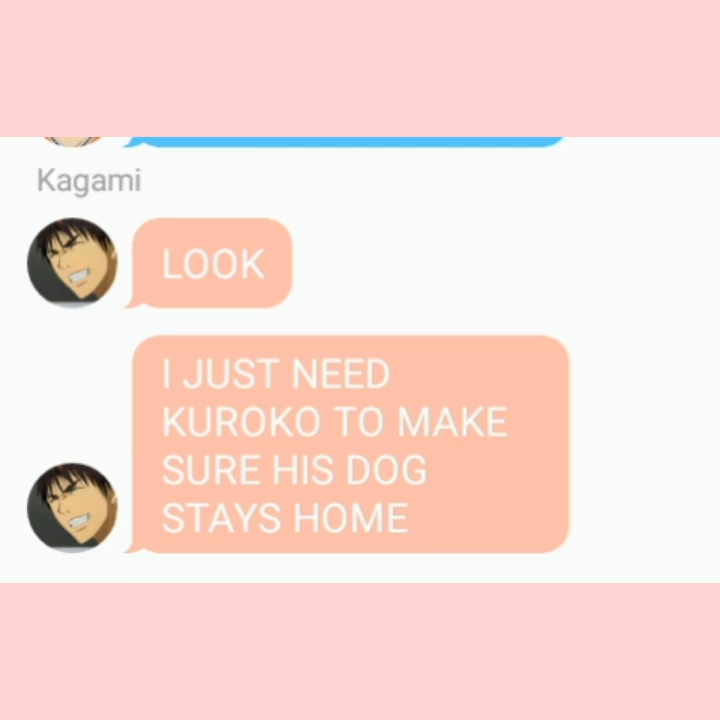 Kagami
LOOK
I JUST NEED
KUROKO TO MAKE
SURE HIS DOG
STAYS HOME